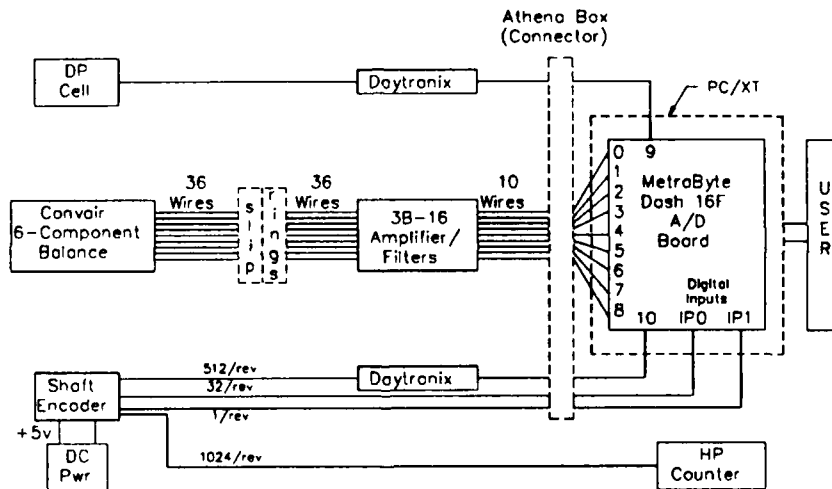 Athena Box
(Connector)
DP
Cell
Daytronix
PC/XT
36
Wires
36
Wires
10
Wires
Convair
6-Component
Balance
slip
rings
3B-16
Amplifier/
Filters
0
1
2
3
4
5
6
7
8
9
MetraByte
Dash 16F
A/D
Board
Digital
Inputs
10 IP0 IP1
USER
Shaft
Encoder
512/rev
32/rev
1/rev
Daytronix
+5v
DC
Pwr
1024/rev
HP
Counter